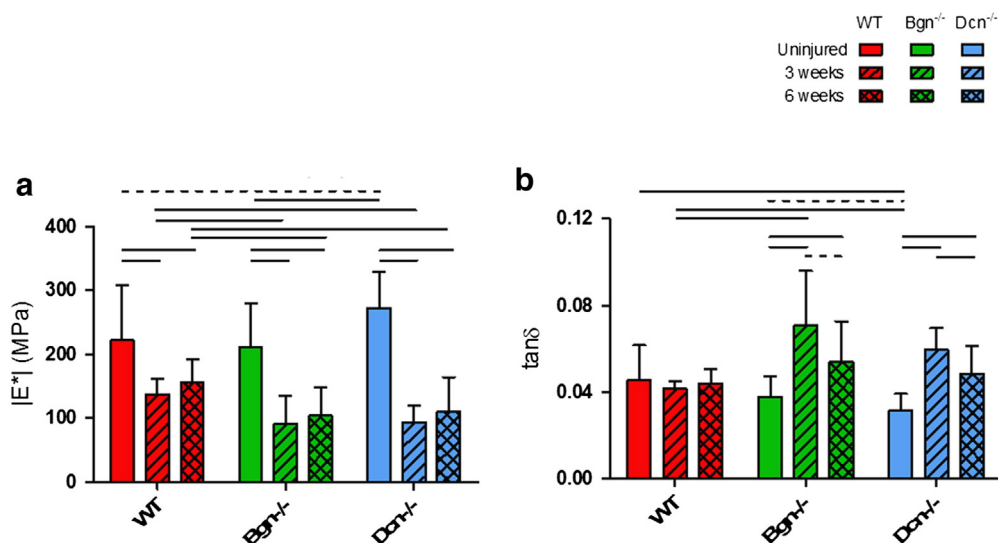 WT Bgn-/- Dcn-/-
Uninjured
3 weeks
6 weeks
a
b
|E*| (MPa)
400
300
200
100
0
WT
Bgn-/-
Dcn-/-
tanδ
0.12
0.08
0.04
0.00
WT
Bgn-/-
Dcn-/-